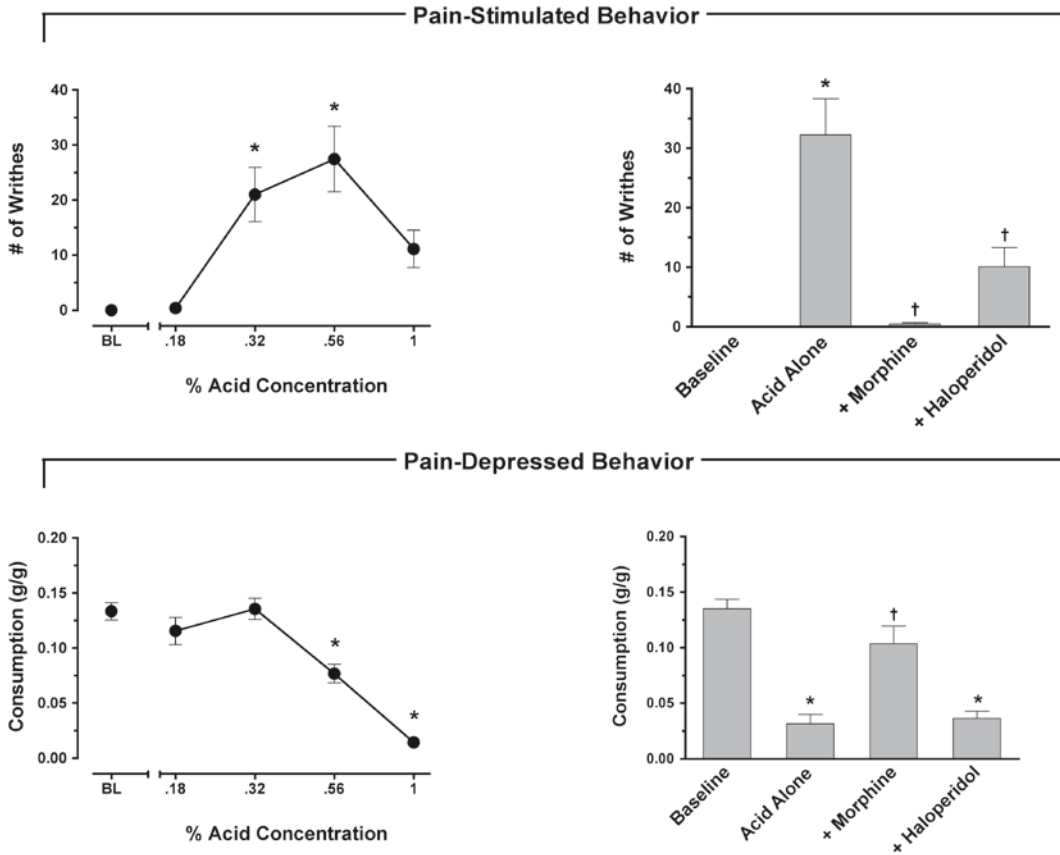 Pain-Stimulated Behavior
# of Writhes
40
30
20
10
0
*
*
BL
.18
.32
.56
1
% Acid Concentration
# of Writhes
40
30
20
10
0
*
†
†
Baseline
Acid Alone
+ Morphine
+ Haloperidol
Pain-Depressed Behavior
Consumption (g/g)
0.20
0.15
0.10
0.05
0.00
*
*
BL
.18
.32
.56
1
% Acid Concentration
Consumption (g/g)
0.20
0.15
0.10
0.05
0.00
*
†
*
Baseline
Acid Alone
+ Morphine
+ Haloperidol